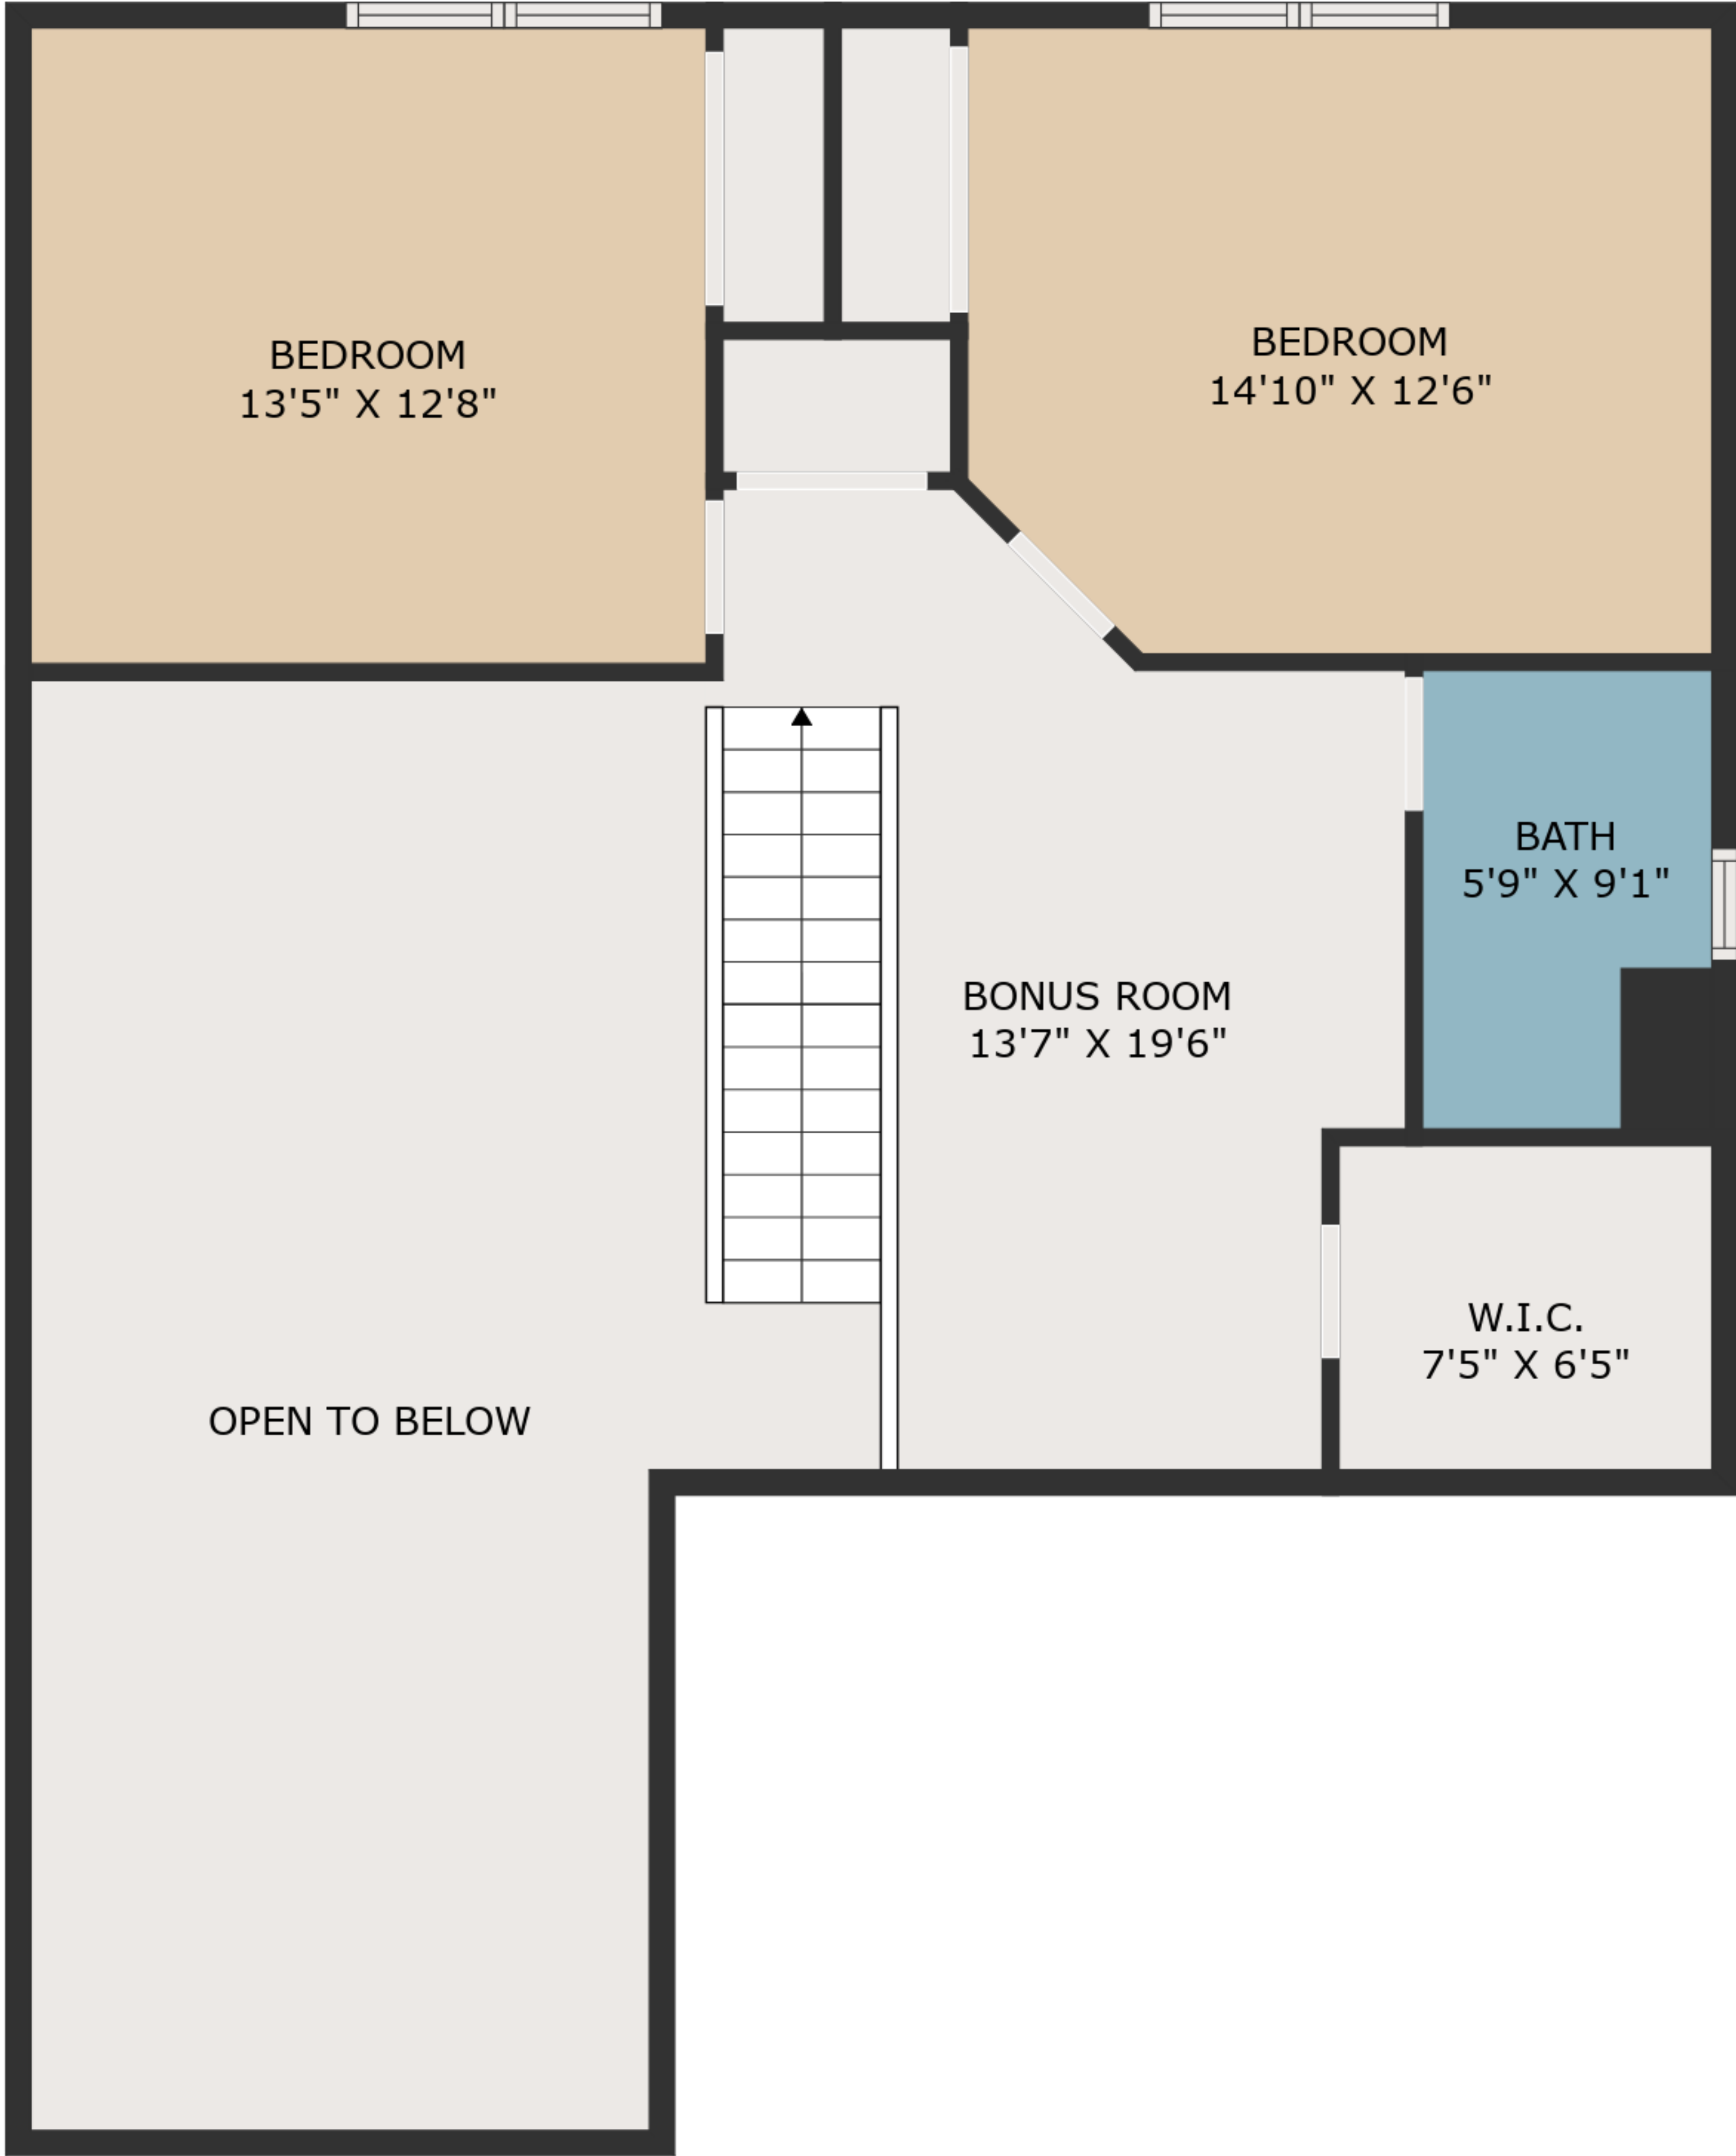 BEDROOM
13'5" X 12'8"
BEDROOM
14'10" X 12'6"
BATH
5'9" X 9'1"
BONUS ROOM
13'7" X 19'6"
W.I.C.
7'5" X 6'5"
OPEN TO BELOW